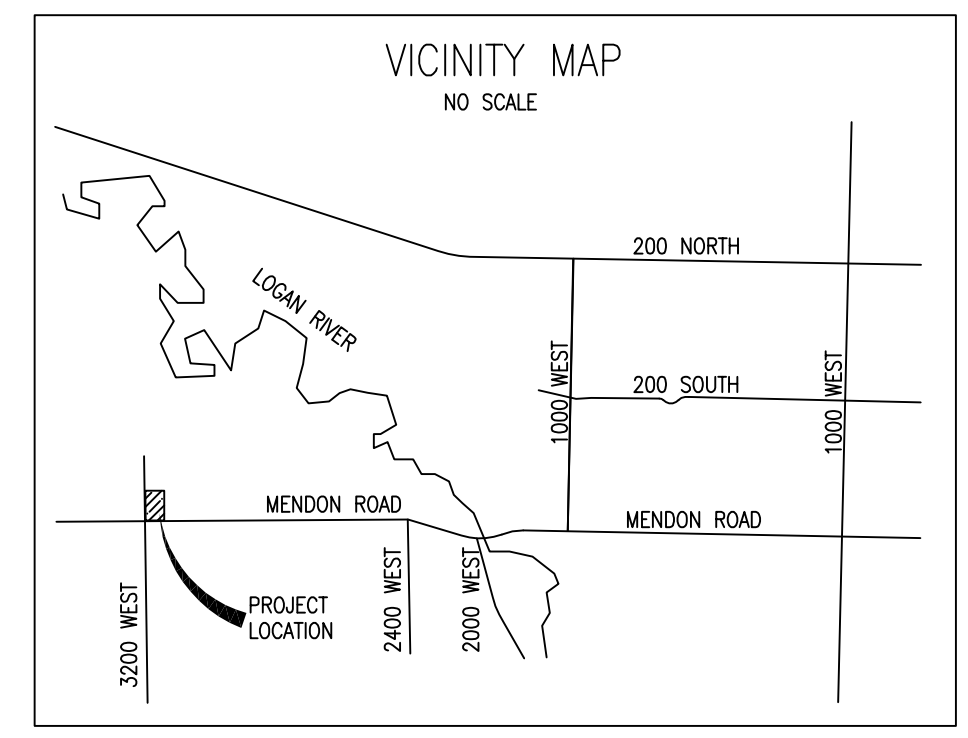 VICINITY MAP
NO SCALE
200 NORTH
LOGAN RIVER
1000 WEST
200 SOUTH
1000 WEST
MENDON ROAD
MENDON ROAD
3200 WEST
PROJECT
LOCATION
2400 WEST
2000 WEST